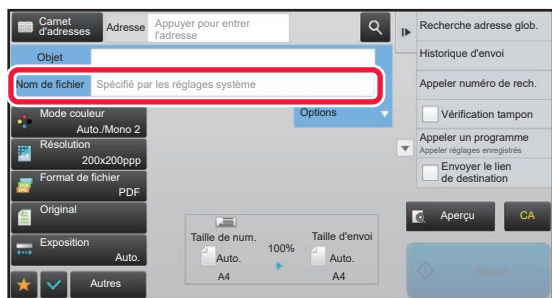 Carnet
d'adresses
Adresse
Appuyer pour entrer
l'adresse
Objet
Nom de fichier
Spécifié par les réglages système
Mode couleur
Auto./Mono 2
Résolution
200x200ppp
Format de fichier
PDF
Original
Exposition
Auto.
Autres
Options
Taille de num.
100%
Taille d'envoi
Auto.
Auto.
A4
A4
Recherche adresse glob.
Historique d'envoi
Appeler numéro de rech.
Vérification tampon
Appeler un programme
Appeler réglages enregistrés
Envoyer le lien
de destination
Aperçu
CA
Départ